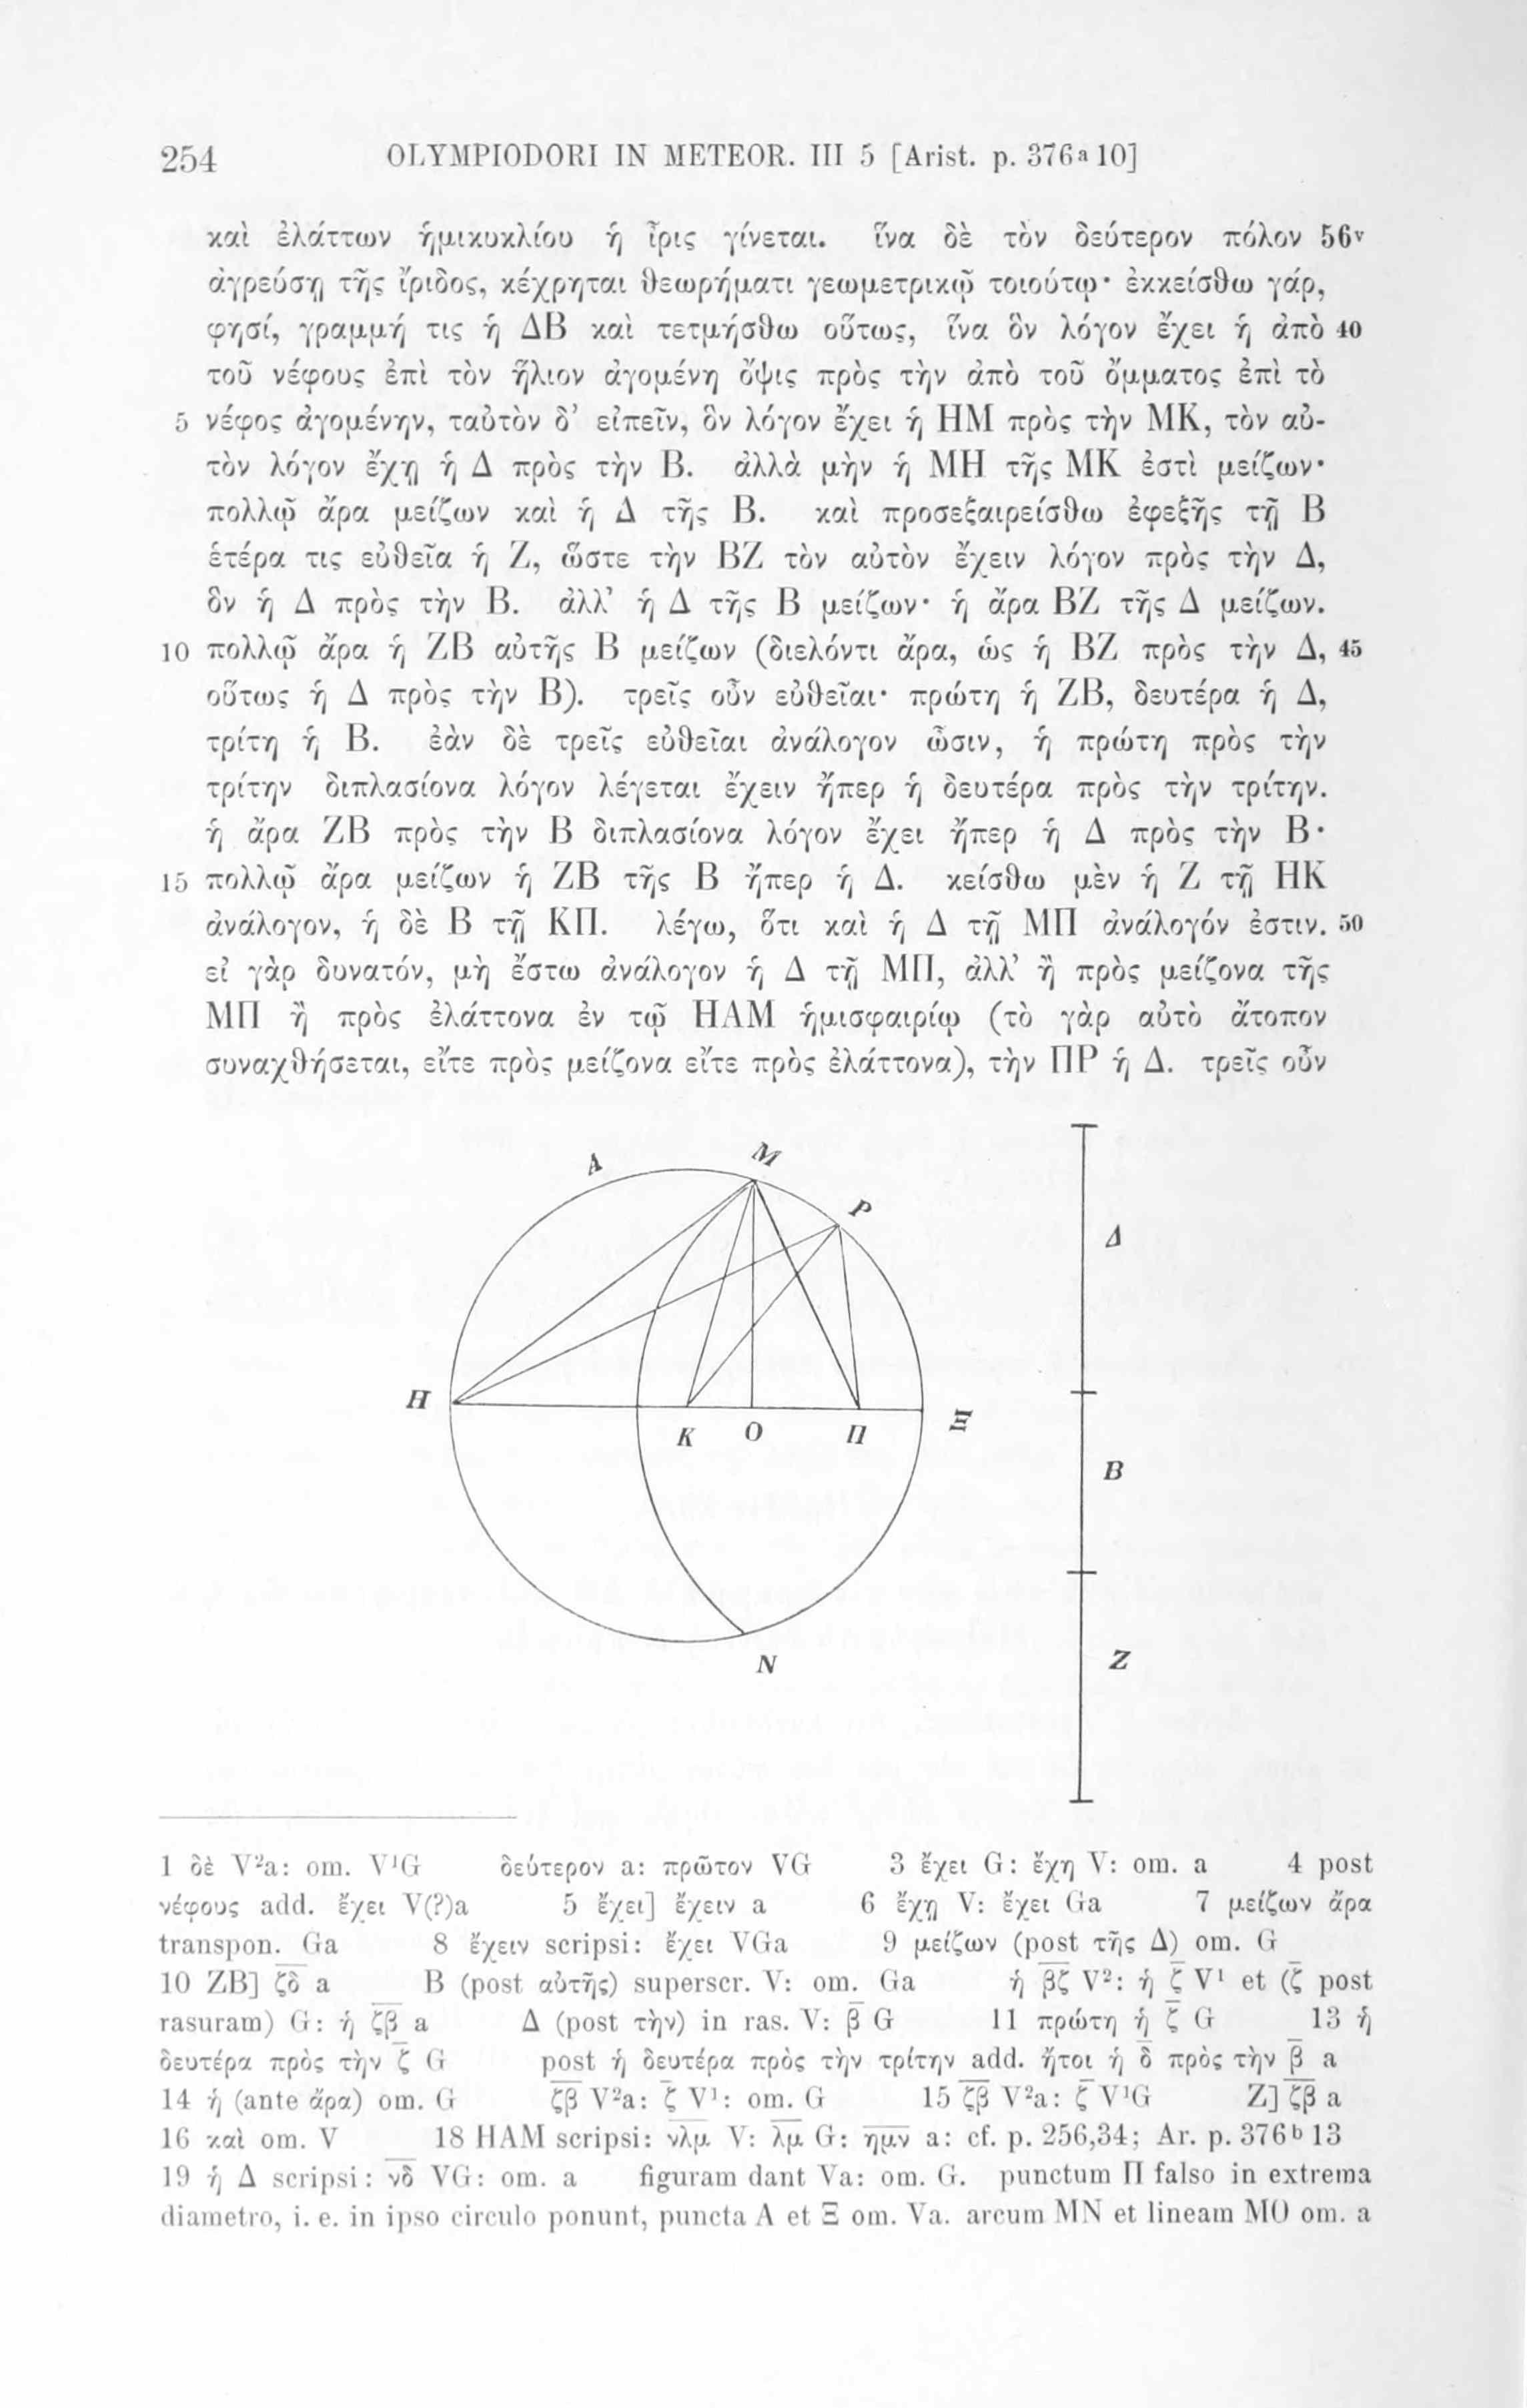 254 OLYMPIODORI IN METEOR. III 5 [Arist. p. 376ᵃ 10]
καὶ ἐλάττων ἡμικυκλίου ἡ ἶρις γίνεται. ἵνα δὲ τὸν δεύτερον πόλον 56ᵛ
ἀγρεύσῃ τῆς ἴριδος, κέχρηται θεωρήματι γεωμετρικῷ τοιούτῳ· ἐκκείσθω γάρ,
φησί, γραμμή τις ἡ ΔΒ καὶ τετμήσθω οὕτως, ἵνα ὃν λόγον ἔχει ἡ ἀπὸ 40
τοῦ νέφους ἐπὶ τὸν ἥλιον ἀγομένη ὄψις πρὸς τὴν ἀπὸ τοῦ ὄμματος ἐπὶ τὸ
5 νέφος ἀγομένην, ταὐτὸν δ’ εἰπεῖν, ὃν λόγον ἔχει ἡ ΗΜ πρὸς τὴν ΜΚ, τὸν αὐ-
τὸν λόγον ἔχῃ ἡ Δ πρὸς τὴν Β. ἀλλὰ μὴν ἡ ΜΗ τῆς ΜΚ ἐστὶ μείζων·
πολλῷ ἄρα μείζων καὶ ἡ Δ τῆς Β. καὶ προσεξαιρείσθω ἐφεξῆς τῇ Β
ἑτέρα τις εὐθεῖα ἡ Ζ, ὥστε τὴν ΒΖ τὸν αὐτὸν ἔχειν λόγον πρὸς τὴν Δ,
ὃν ἡ Δ πρὸς τὴν Β. ἀλλ’ ἡ Δ τῆς Β μείζων· ἡ ἄρα ΒΖ τῆς Δ μείζων.
10 πολλῷ ἄρα ἡ ΖΒ αὐτῆς Β μείζων (διελόντι ἄρα, ὡς ἡ ΒΖ πρὸς τὴν Δ, 45
οὕτως ἡ Δ πρὸς τὴν Β). τρεῖς οὖν εὐθεῖαι· πρώτη ἡ ΖΒ, δευτέρα ἡ Δ,
τρίτη ἡ Β. ἐὰν δὲ τρεῖς εὐθεῖαι ἀνάλογον ὦσιν, ἡ πρώτη πρὸς τὴν
τρίτην διπλασίονα λόγον λέγεται ἔχειν ἤπερ ἡ δευτέρα πρὸς τὴν τρίτην.
ἡ ἄρα ΖΒ πρὸς τὴν Β διπλασίονα λόγον ἔχει ἤπερ ἡ Δ πρὸς τὴν Β·
15 πολλῷ ἄρα μείζων ἡ ΖΒ τῆς Β ἤπερ ἡ Δ. κείσθω μὲν ἡ Ζ τῇ ΗΚ
ἀνάλογον, ἡ δὲ Β τῇ ΚΠ. λέγω, ὅτι καὶ ἡ Δ τῇ ΜΠ ἀνάλογόν ἐστιν. 50
εἰ γὰρ δυνατόν, μὴ ἔστω ἀνάλογον ἡ Δ τῇ ΜΠ, ἀλλ’ ἢ πρὸς μείζονα τῆς
ΜΠ ἢ πρὸς ἐλάττονα ἐν τῷ ΗΑΜ ἡμισφαιρίῳ (τὸ γὰρ αὐτὸ ἄτοπον
συναχθήσεται, εἴτε πρὸς μείζονα εἴτε πρὸς ἐλάττονα), τὴν ΠΡ ἡ Δ. τρεῖς οὖν
Α Μ Ρ
Δ
Η Κ Ο Π Ξ
Β
Ν
Ζ
1 δὲ V²a: om. V¹G δεύτερον a: πρῶτον VG 3 ἔχει G: ἔχη V: om. a 4 post
νέφους add. ἔχει V(?)a 5 ἔχει] ἔχειν a 6 ἔχῃ V: ἔχει Ga 7 μείζων ἄρα
transpon. Ga 8 ἔχειν scripsi: ἔχει VGa 9 μείζων (post τῆς Δ) om. G
10 ΖΒ] ζ̅δ̅ a Β (post αὐτῆς) superscr. V: om. Ga ἡ β̅ζ̅ V²: ἡ ζ̅ V¹ et (ζ̅ post
rasuram) G: ἡ ζ̅β̅ a Δ (post τὴν) in ras. V: β̅ G 11 πρώτη ἡ ζ̅ G 13 ἡ
δευτέρα πρὸς τὴν ζ̅ G post ἡ δευτέρα πρὸς τὴν τρίτην add. ἤτοι ἡ δ̅ πρὸς τὴν β̅ a
14 ἡ (ante ἄρα) om. G ζ̅β̅ V²a: ζ̅ V¹: om. G 15 ζ̅β̅ V²a: ζ̅ V¹G Ζ] ζ̅β̅ a
16 καὶ om. V 18 ΗΑΜ scripsi: ν̅λ̅μ̅ V: λ̅μ̅ G: η̅μ̅ν̅ a: cf. p. 256,34; Ar. p. 376ᵇ 13
19 ἡ Δ scripsi: ν̅δ̅ VG: om. a figuram dant Va: om. G. punctum Π falso in extrema
diametro, i. e. in ipso circulo ponunt, puncta Α et Ξ om. Va. arcum MN et lineam MO om. a